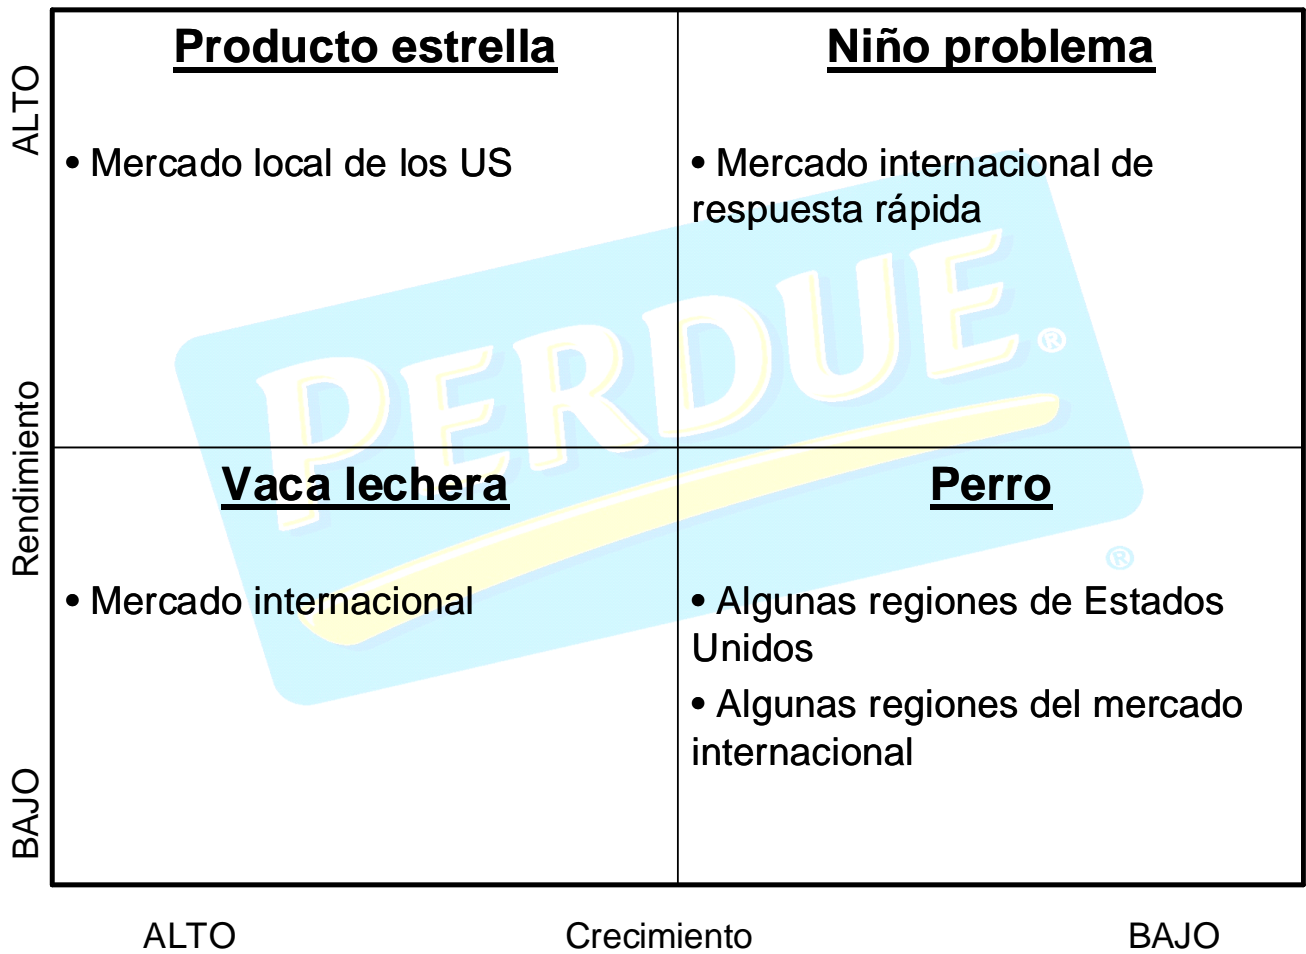 Producto estrella
Niño problema
ALTO
• Mercado local de los US
• Mercado internacional de
respuesta rápida
PERDUE®
Rendimiento
Vaca lechera
Perro
®
• Mercado internacional
• Algunas regiones de Estados
Unidos
• Algunas regiones del mercado
internacional
BAJO
ALTO
Crecimiento
BAJO